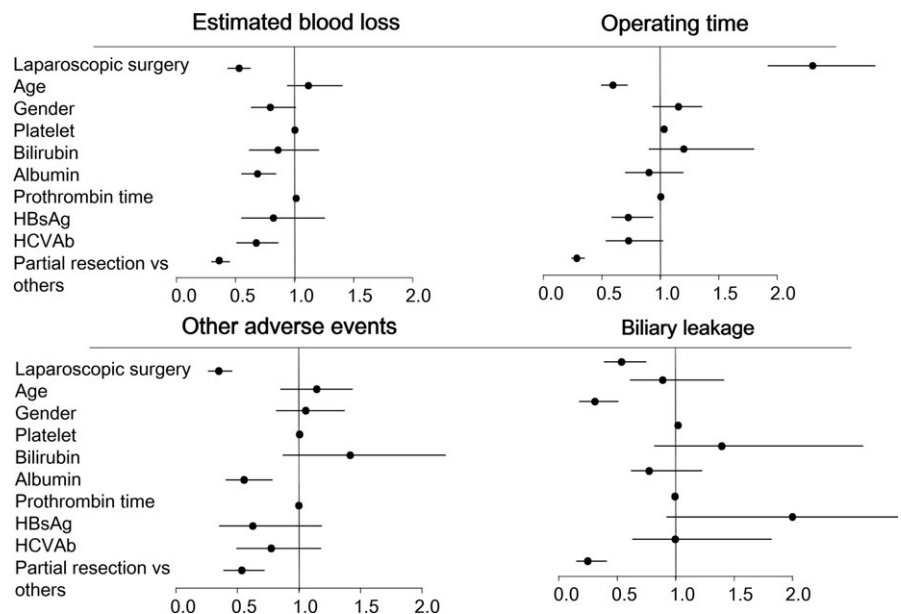 Estimated blood loss
Operating time
Laparoscopic surgery
Age
Gender
Platelet
Bilirubin
Albumin
Prothrombin time
HBsAg
HCVAb
Partial resection vs
others
0.0 0.5 1.0 1.5 2.0
0.0 0.5 1.0 1.5 2.0
Other adverse events
Biliary leakage
Laparoscopic surgery
Age
Gender
Platelet
Bilirubin
Albumin
Prothrombin time
HBsAg
HCVAb
Partial resection vs
others
0.0 0.5 1.0 1.5 2.0
0.0 0.5 1.0 1.5 2.0